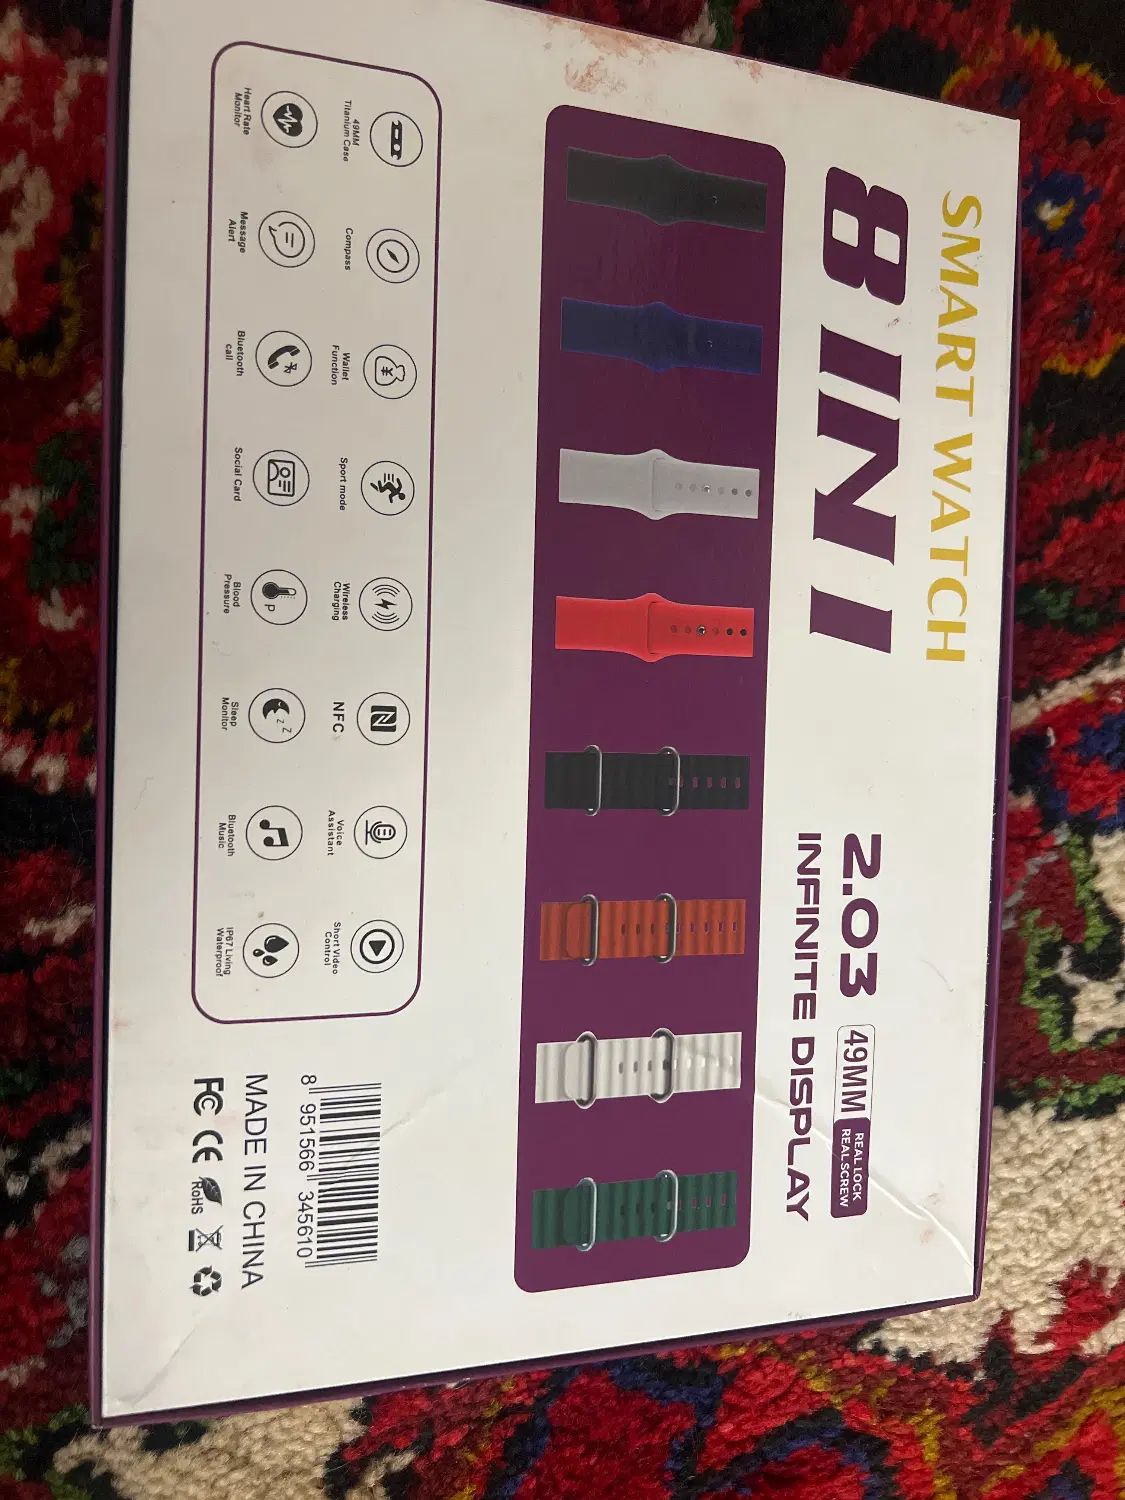 SMART WATCH
8 IN 1
2.03 49MM REAL LOCK
REAL SCREW
INFINITE DISPLAY
49MM
Titanium Case
Compass
Wallet
Function
Sport mode
Wireless
Charging
NFC
Voice
Assistant
Short Video
Control
Heart Rate
Monitor
Message
Alert
Bluetooth
call
Social Card
P
Blood
Pressure
Z Z
Sleep
Monitor
Bluetooth
Music
IP67 Living
Waterproof
8 951566 345610
MADE IN CHINA
FC CE RoHS